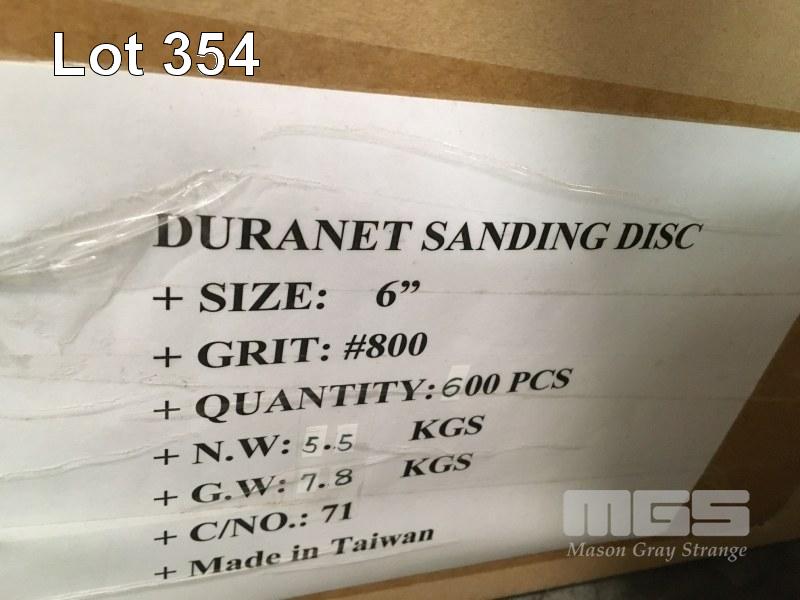 Lot 354
DURANET SANDING DISC
+ SIZE: 6”
+ GRIT: #800
+ QUANTITY: 600 PCS
+ N.W: 5.5 KGS
+ G.W: 7.8 KGS
+ C/NO.: 71
+ Made in Taiwan
MGS
Mason Gray Strange